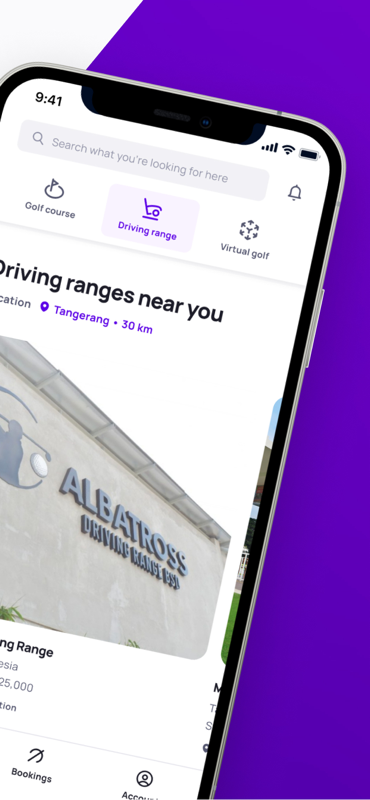 9:41
Search what you're looking for here
Golf course
Driving range
Virtual golf
Driving ranges near you
cation
Tangerang • 30 km
ALBATROSS
DRIVING RANGE BSD
ng Range
esia
25,000
tion
M
Ta
S
Bookings
Accou